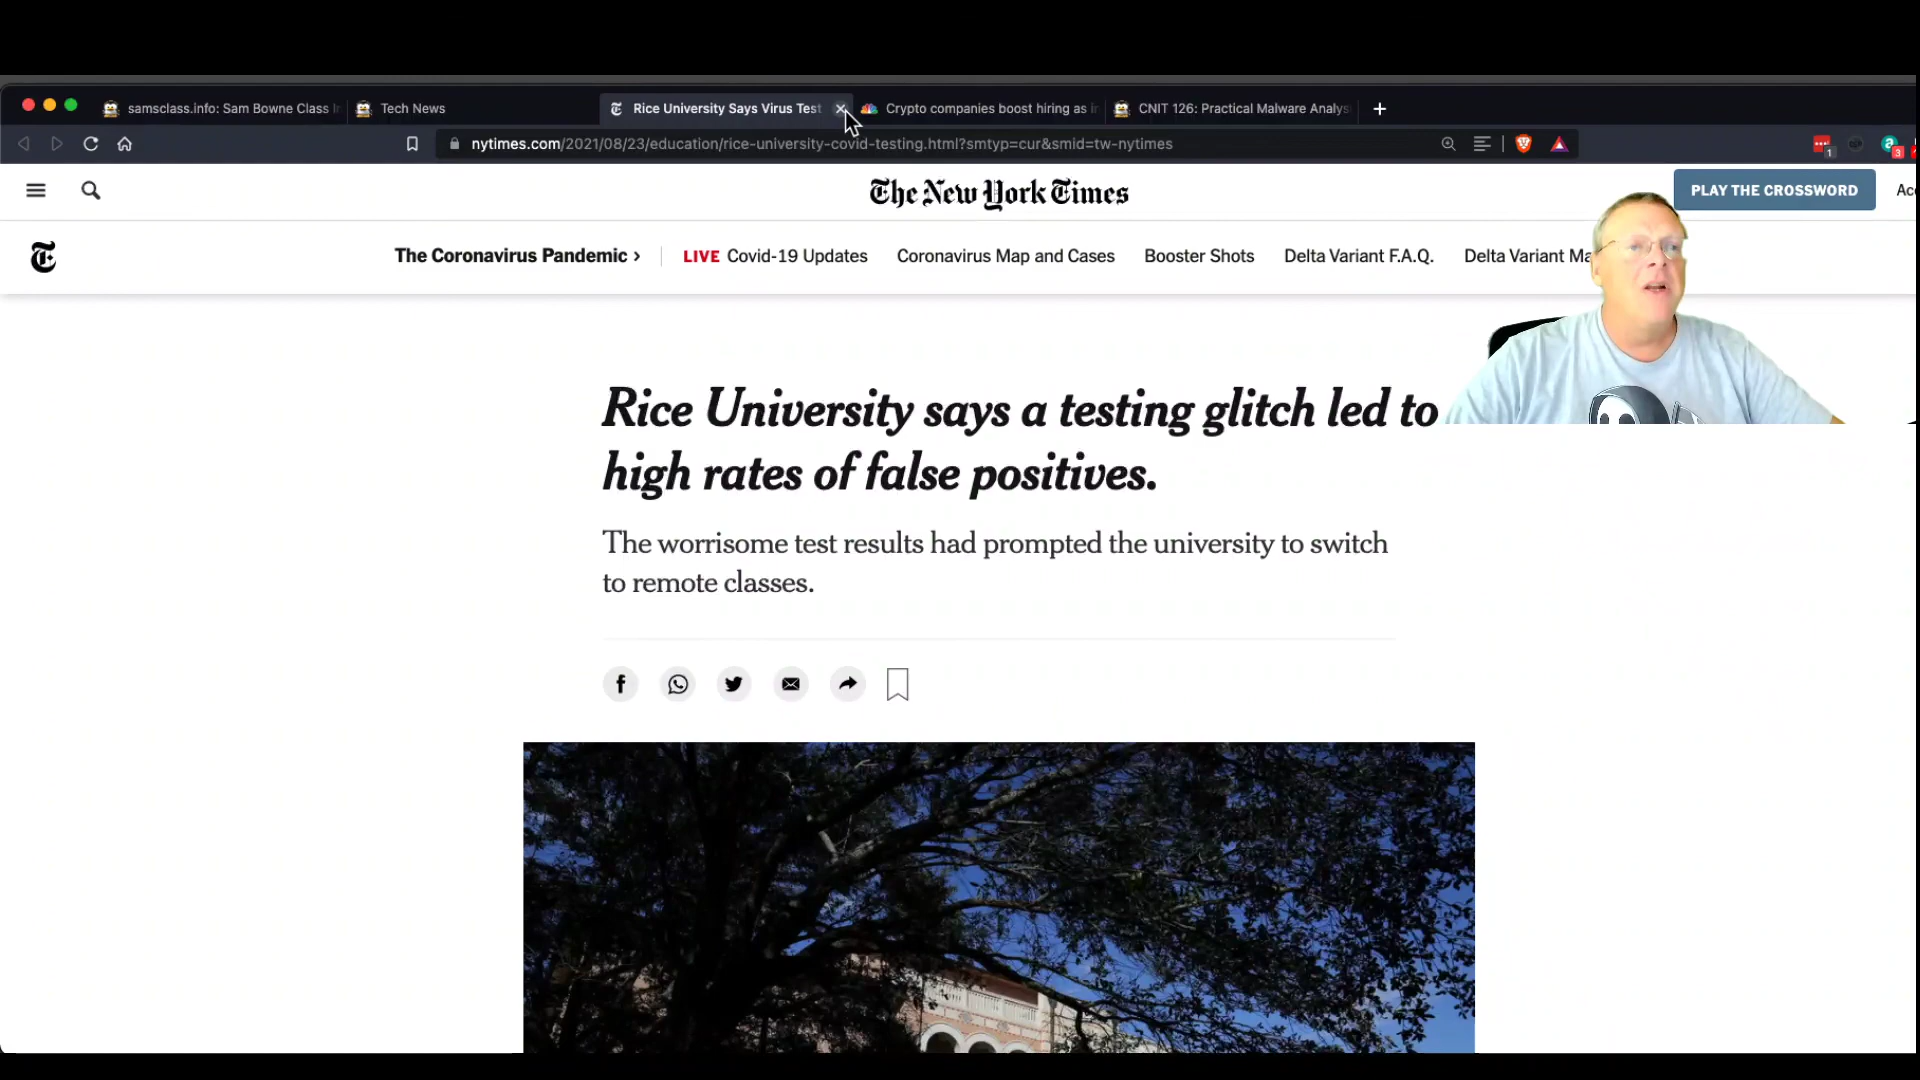 samsclass.info: Sam Bowne Class I
Tech News
Rice University Says Virus Test
Crypto companies boost hiring as i
CNIT 126: Practical Malware Analys
nytimes.com/2021/08/23/education/rice-university-covid-testing.html?smtyp=cur&smid=tw-nytimes
1
3
The New York Times
PLAY THE CROSSWORD
Acc
The Coronavirus Pandemic ›
LIVE Covid-19 Updates
Coronavirus Map and Cases
Booster Shots
Delta Variant F.A.Q.
Delta Variant Ma
Rice University says a testing glitch led to
high rates of false positives.
The worrisome test results had prompted the university to switch
to remote classes.